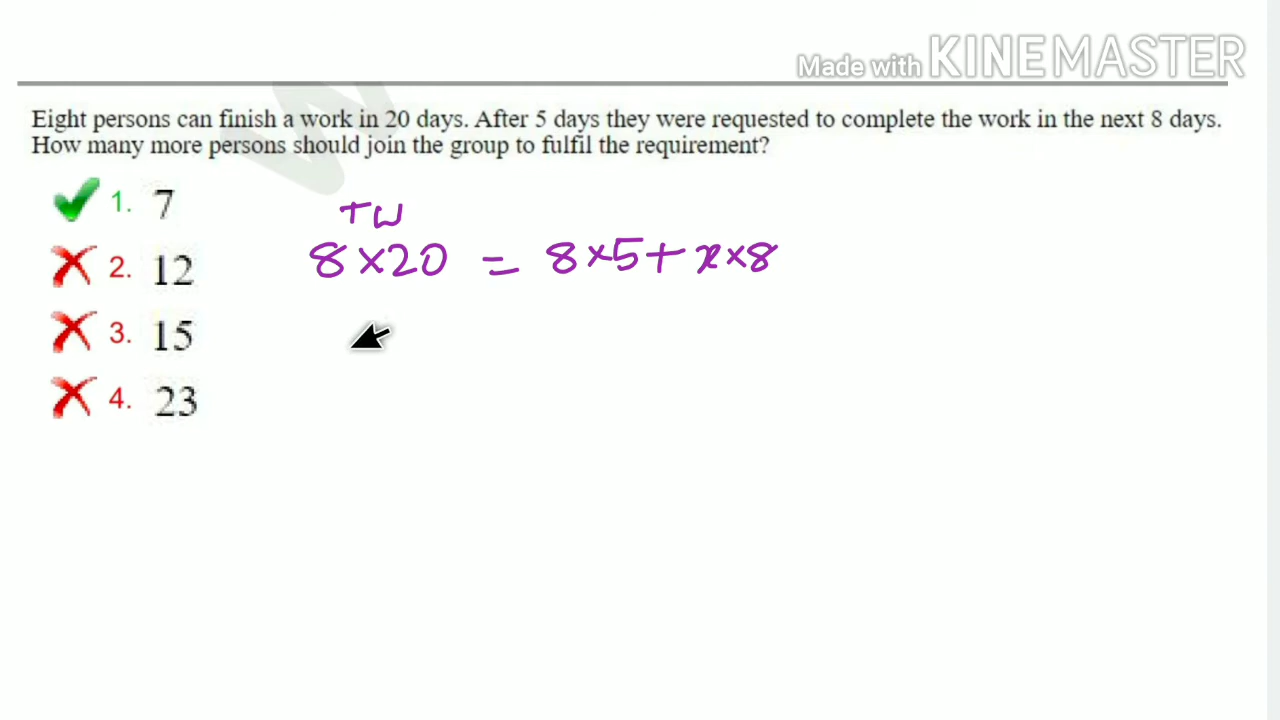 Made with KINEMASTER
Eight persons can finish a work in 20 days. After 5 days they were requested to complete the work in the next 8 days.
How many more persons should join the group to fulfil the requirement?
1. 7
2. 12
3. 15
4. 23
TW
8×20 = 8×5+x×8
W